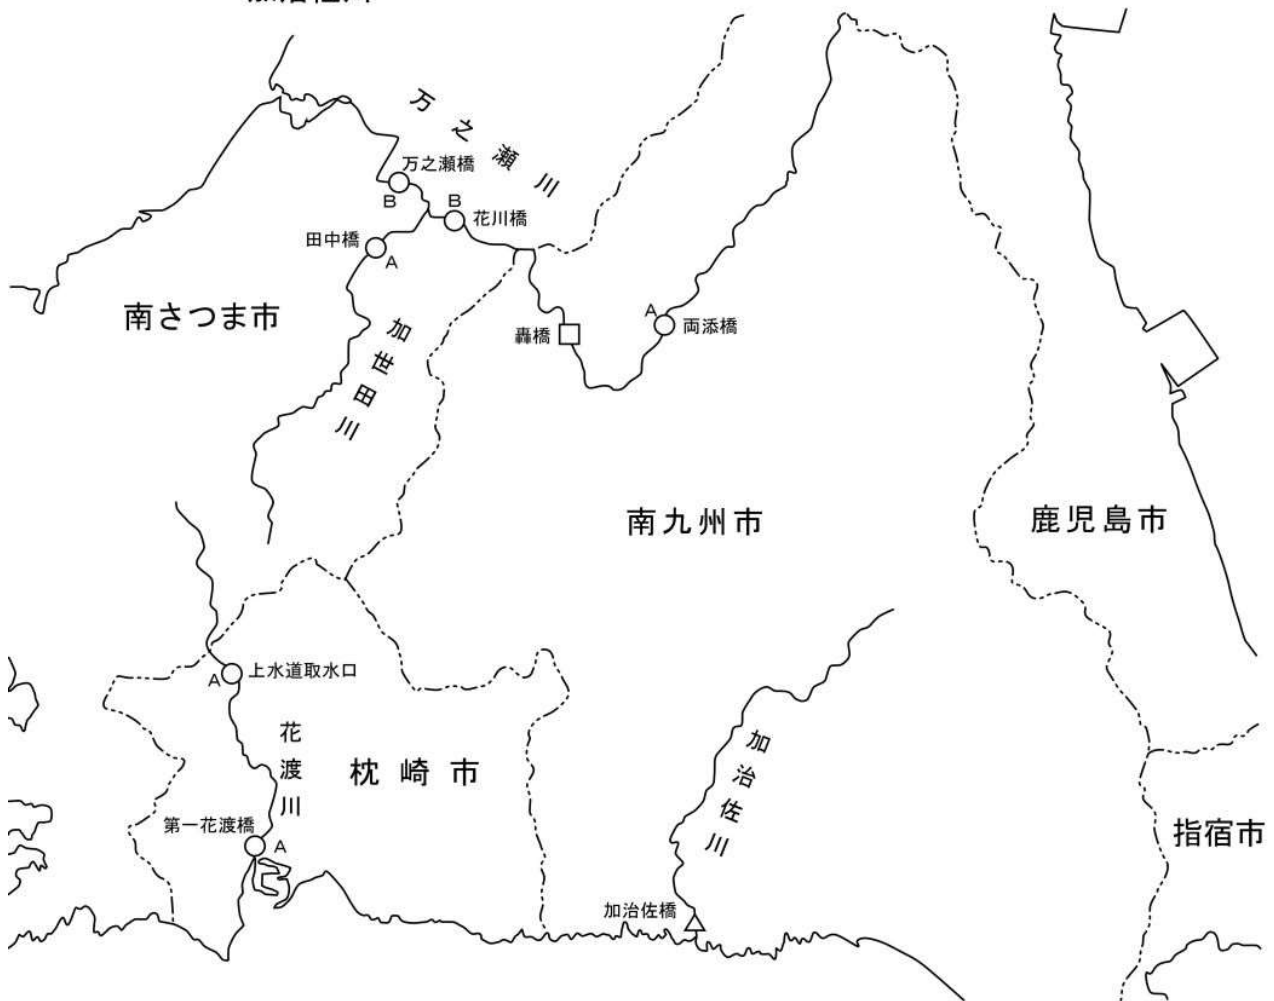 万之瀬川
万之瀬橋
B
B
花川橋
田中橋
A
南さつま市
加世田川
轟橋
A
両添橋
南九州市
鹿児島市
上水道取水口
A
花渡川
枕崎市
加治佐川
第一花渡橋
A
指宿市
加治佐橋